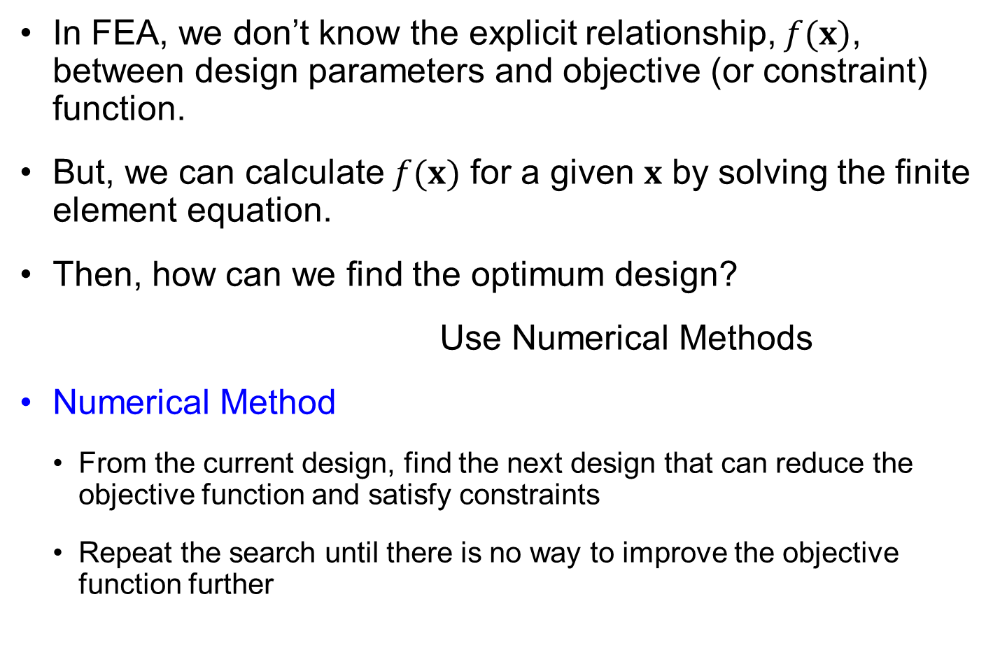 • In FEA, we don’t know the explicit relationship, 𝑓(𝐱),
between design parameters and objective (or constraint)
function.
• But, we can calculate 𝑓(𝐱) for a given 𝐱 by solving the finite
element equation.
• Then, how can we find the optimum design?
Use Numerical Methods
• Numerical Method
• From the current design, find the next design that can reduce the
objective function and satisfy constraints
• Repeat the search until there is no way to improve the objective
function further